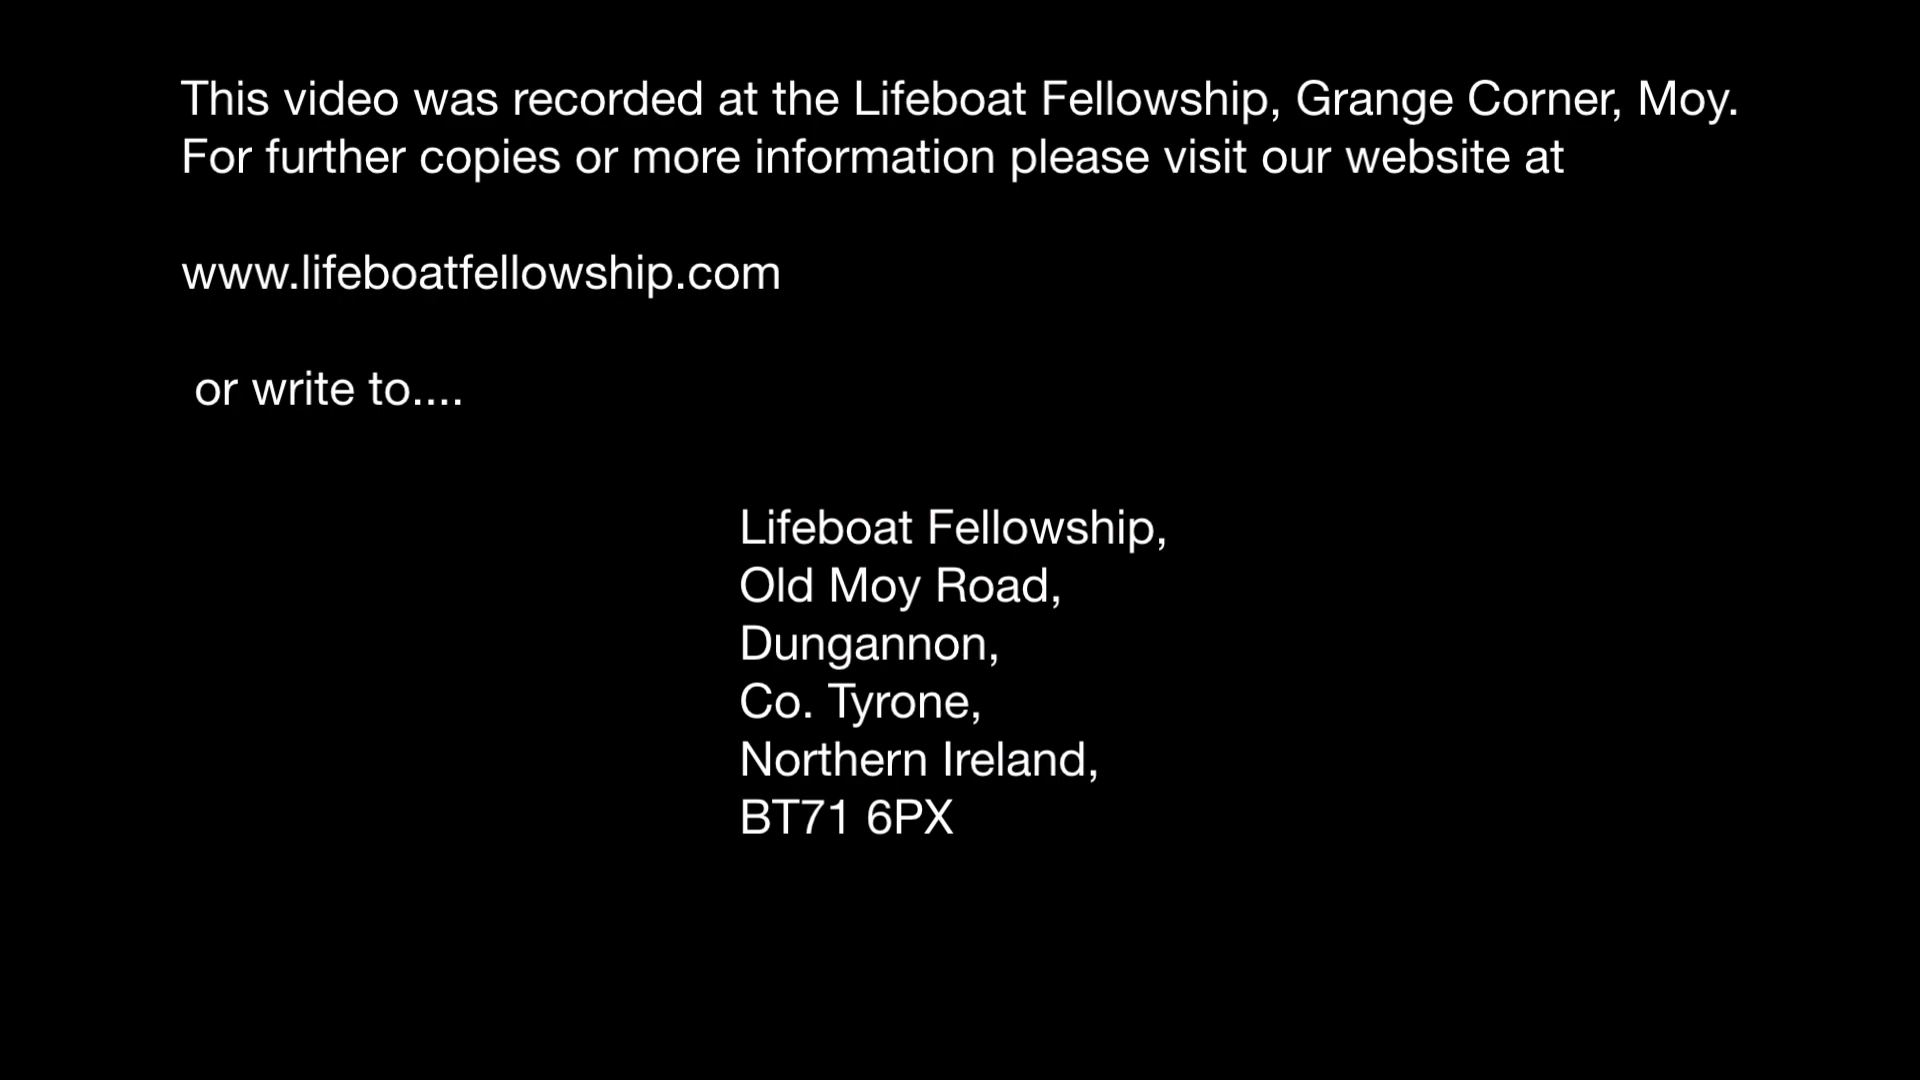 This video was recorded at the Lifeboat Fellowship, Grange Corner, Moy.
For further copies or more information please visit our website at
www.lifeboatfellowship.com
or write to....
Lifeboat Fellowship,
Old Moy Road,
Dungannon,
Co. Tyrone,
Northern Ireland,
BT71 6PX